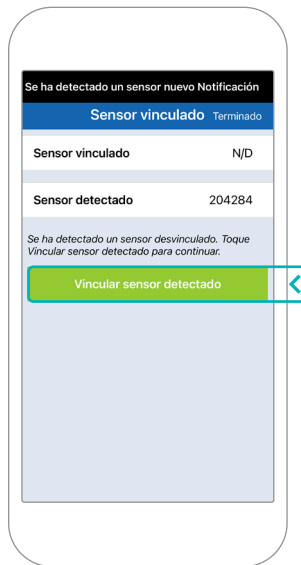 Se ha detectado un sensor nuevo Notificación
Sensor vinculado Terminado
Sensor vinculado N/D
Sensor detectado 204284
Se ha detectado un sensor desvinculado. Toque
Vincular sensor detectado para continuar.
Vincular sensor detectado